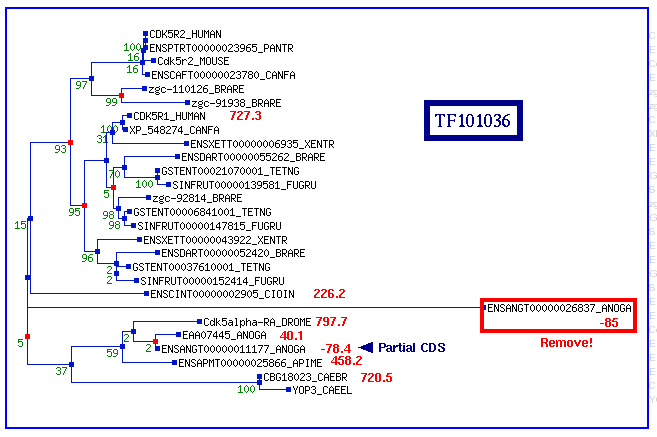 CDK5R2_HUMAN
100 ENSPTRT00000023965_PANTR
16 Cdk5r2_MOUSE
16 ENSCAFT00000023780_CANFA
97
zgc-110126_BRARE
99 zgc-91938_BRARE
CDK5R1_HUMAN 727.3
TF101036
100 XP_548274_CANFA
31
ENSXETT00000006935_XENTR
93
ENSDART00000055262_BRARE
70 GSTENT00021070001_TETNG
100 SINFRUT00000139581_FUGRU
5
zgc-92814_BRARE
95 98 GSTENT00006841001_TETNG
98 SINFRUT00000147815_FUGRU
15
ENSXETT00000043922_XENTR
96 ENSDART00000052420_BRARE
2 GSTENT00037610001_TETNG
2 SINFRUT00000152414_FUGRU
ENSCINT00000002905_CIOIN 226.2
ENSANGT00000026837_ANOGA
-85
Cdk5alpha-RA_DROME 797.7
2 EAA07445_ANOGA 40.1
5 2 Remove!
ENSANGT00000011177_ANOGA -78.4 Partial CDS
59
ENSAPMT00000025866_APIME 458.2
37
CBG18023_CAEBR 720.5
100 YOP3_CAEEL